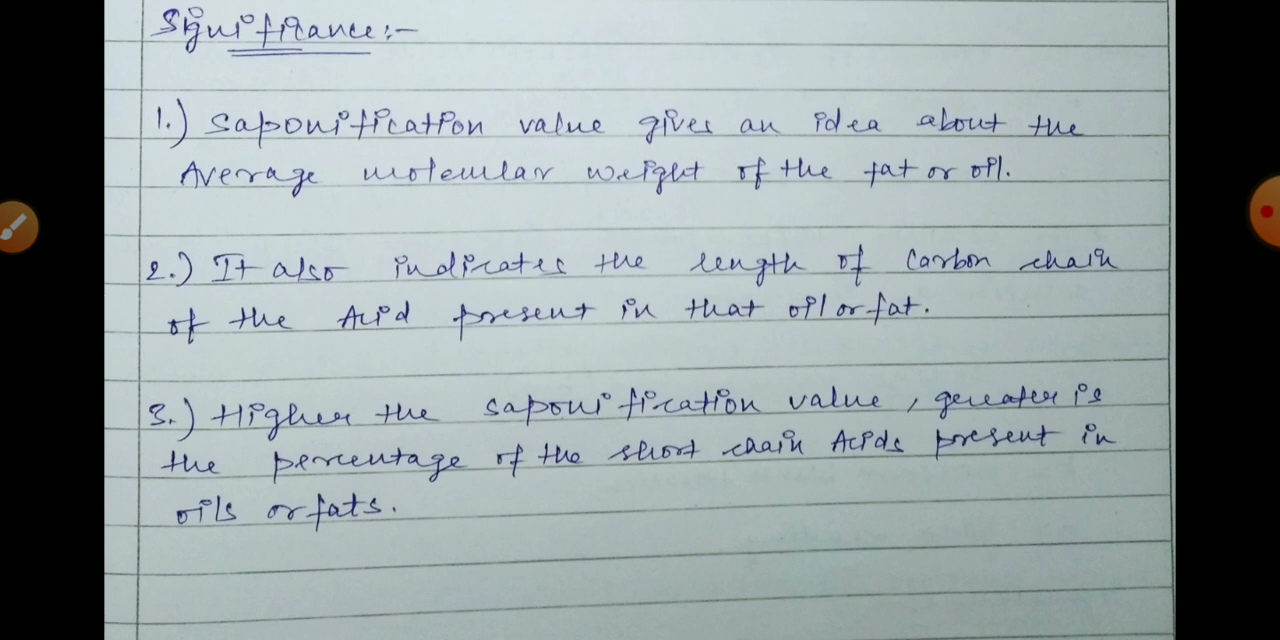 Significance:-
1.) Saponification value gives an idea about the
Average molecular weight of the fat or oil.
2.) It also indicates the length of carbon chain
of the Acid present in that oil or fat.
3.) Higher the saponification value, gereater is
the percentage of the short chain Acids present in
oils or fats.